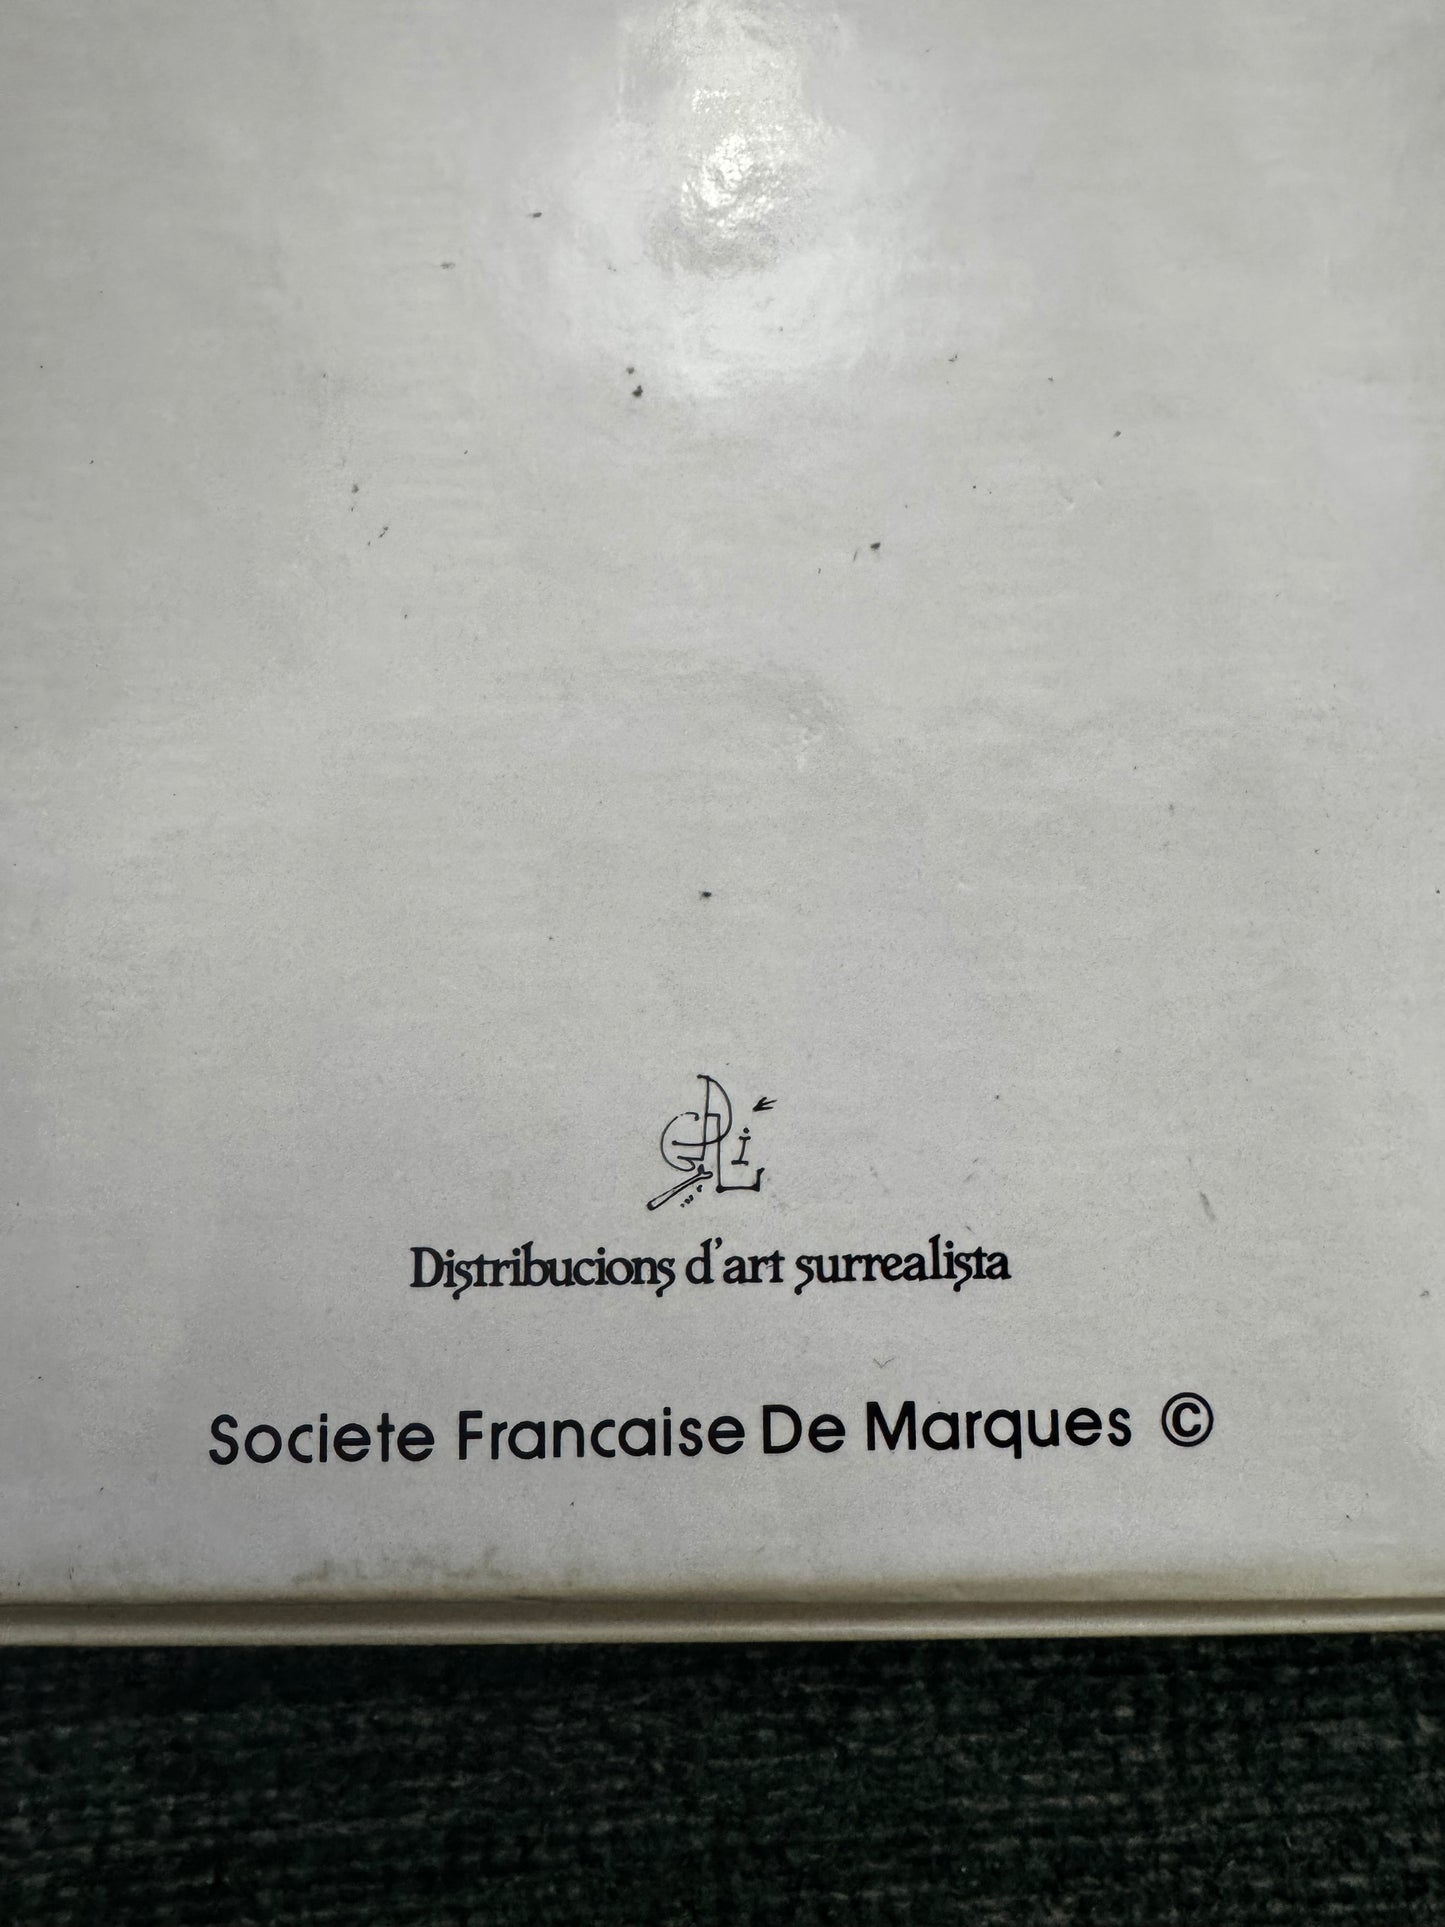 Distribucions d'art surrealista
Societe Francaise De Marques ©